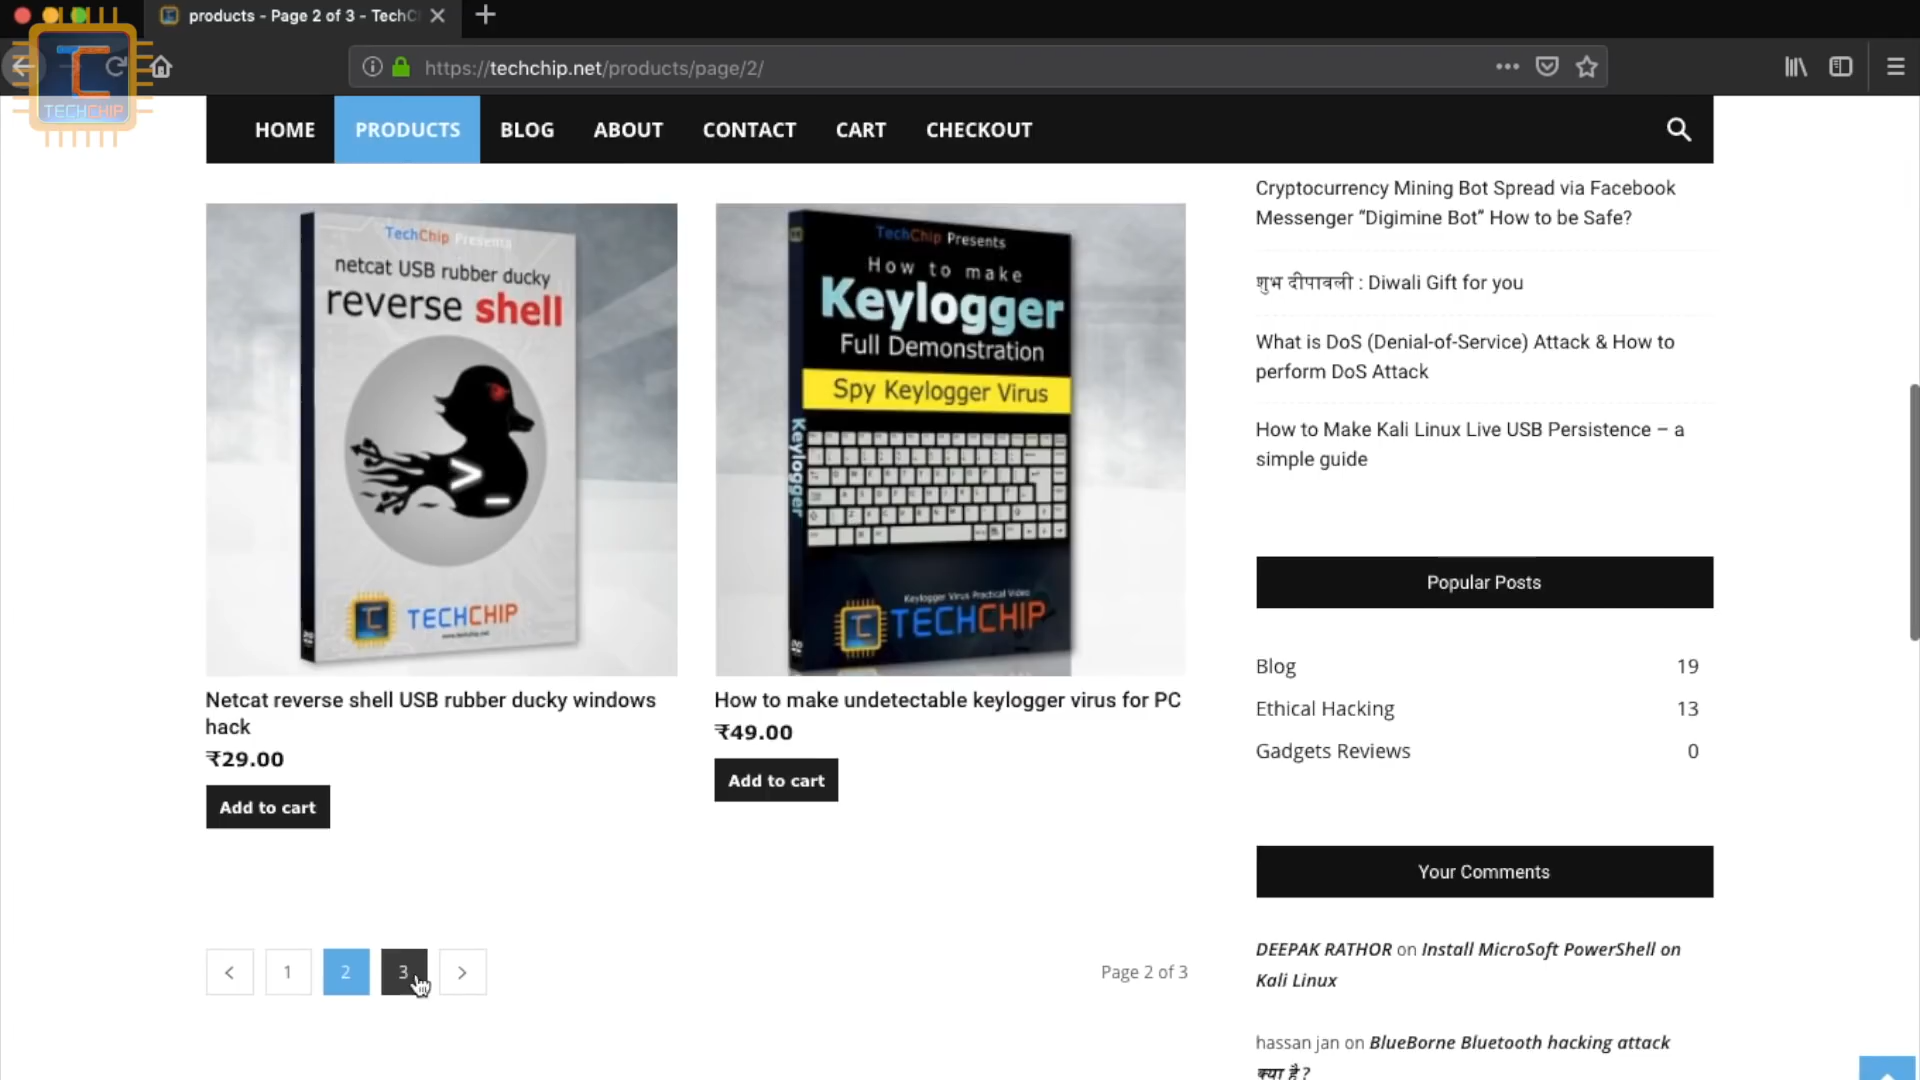 products - Page 2 of 3 - TechC
https://techchip.net/products/page/2/
TECHCHIP
HOME PRODUCTS BLOG ABOUT CONTACT CART CHECKOUT
TechChip Presents
netcat USB rubber ducky
reverse shell
>_
TECHCHIP
Netcat reverse shell USB rubber ducky windows
hack
₹29.00
Add to cart
TechChip Presents
How to make
Keylogger
Full Demonstration
Spy Keylogger Virus
Keylogger
Keylogger Virus Practical Video
TECHCHIP
How to make undetectable keylogger virus for PC
₹49.00
Add to cart
< 1 2 3 >
Page 2 of 3
Cryptocurrency Mining Bot Spread via Facebook
Messenger “Digimine Bot” How to be Safe?
शुभ दीपावली : Diwali Gift for you
What is DoS (Denial-of-Service) Attack & How to
perform DoS Attack
How to Make Kali Linux Live USB Persistence – a
simple guide
Popular Posts
Blog 19
Ethical Hacking 13
Gadgets Reviews 0
Your Comments
DEEPAK RATHOR on Install MicroSoft PowerShell on
Kali Linux
hassan jan on BlueBorne Bluetooth hacking attack
क्या है?